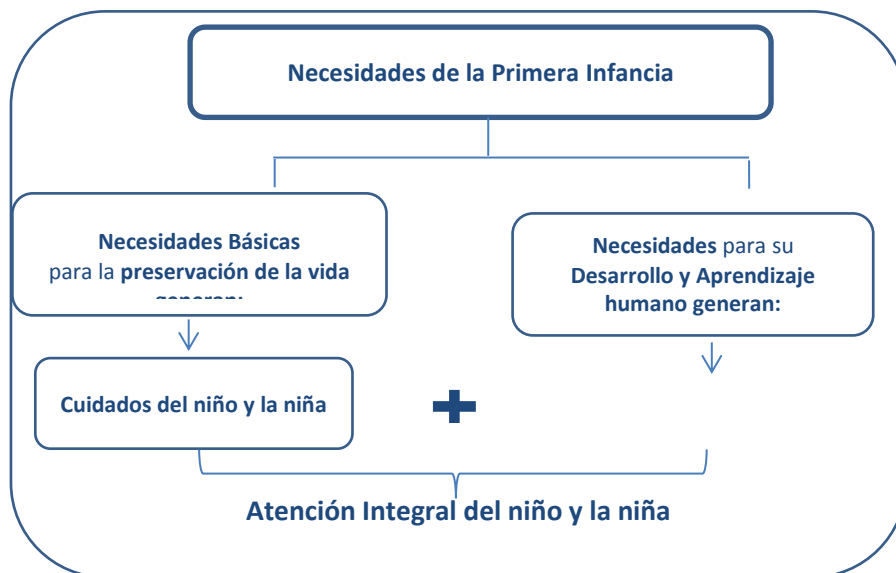 Necesidades de la Primera Infancia
Necesidades Básicas
para la preservación de la vida
generan:
Necesidades para su
Desarrollo y Aprendizaje
humano generan:
Cuidados del niño y la niña
Atención Integral del niño y la niña